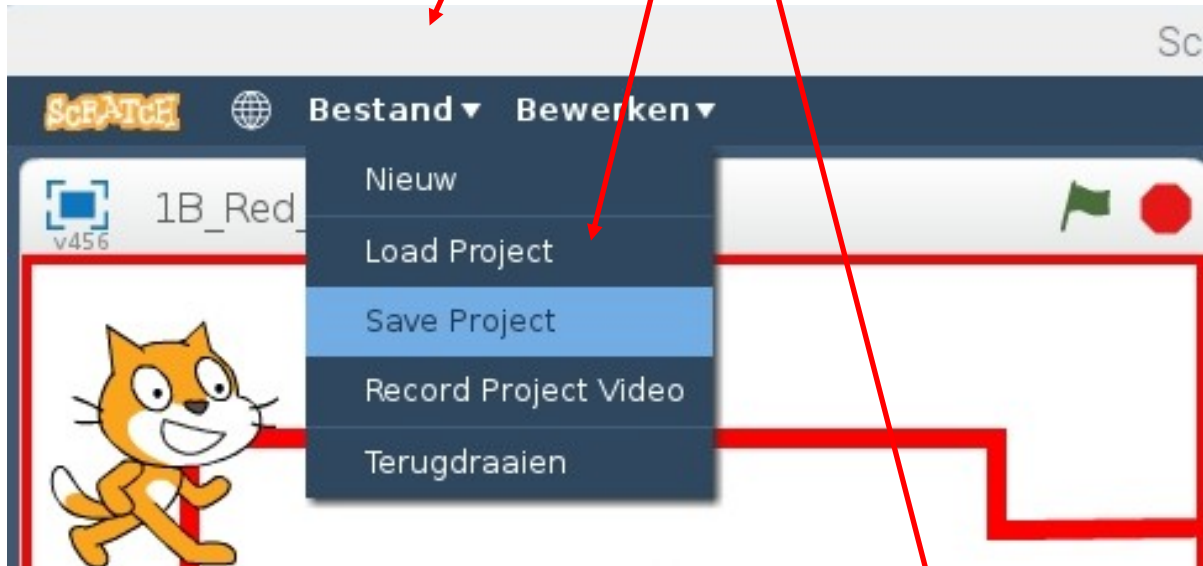 Sc
SCRATCH Bestand Bewerken
Nieuw
v456 1B_Red_
Load Project
Save Project
Record Project Video
Terugdraaien